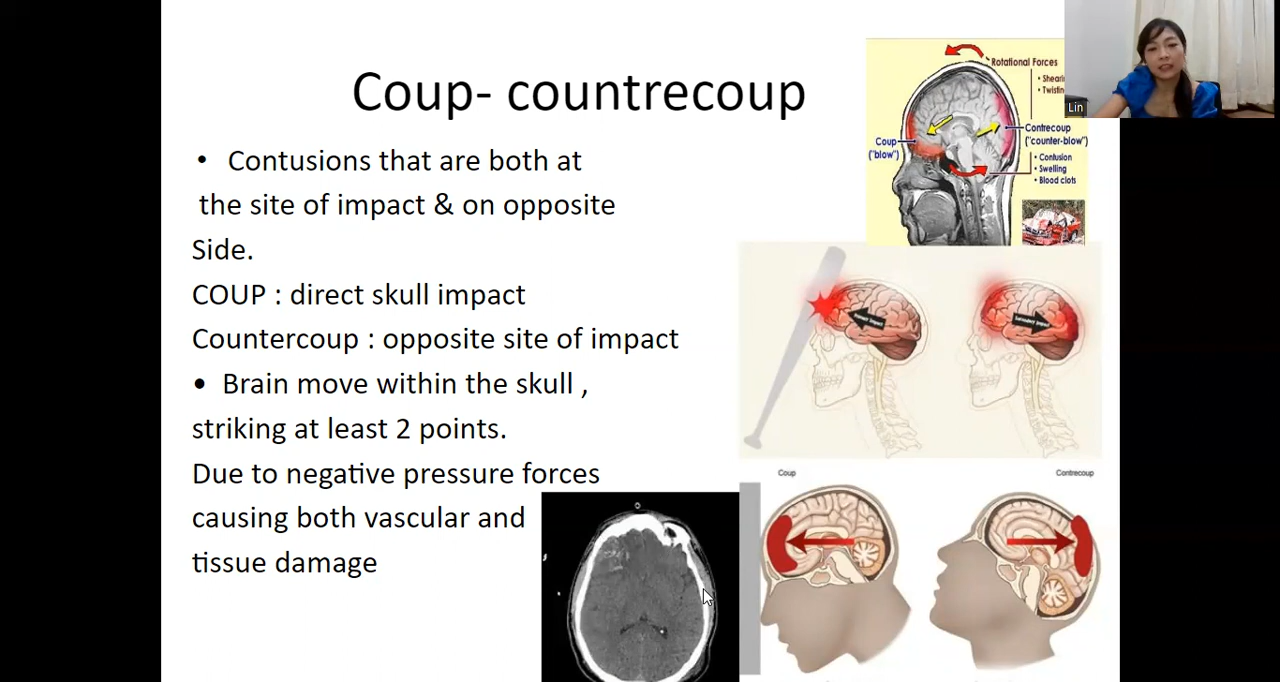 Coup- countrecoup
• Contusions that are both at
the site of impact & on opposite
Side.
COUP : direct skull impact
Countercoup : opposite site of impact
• Brain move within the skull ,
striking at least 2 points.
Due to negative pressure forces
causing both vascular and
tissue damage
Rotational Forces
Coup
("blow")
Contrecoup
("counter-blow")
• Contusion
• Swelling
• Blood clots
Lin
Coup
Contrecoup